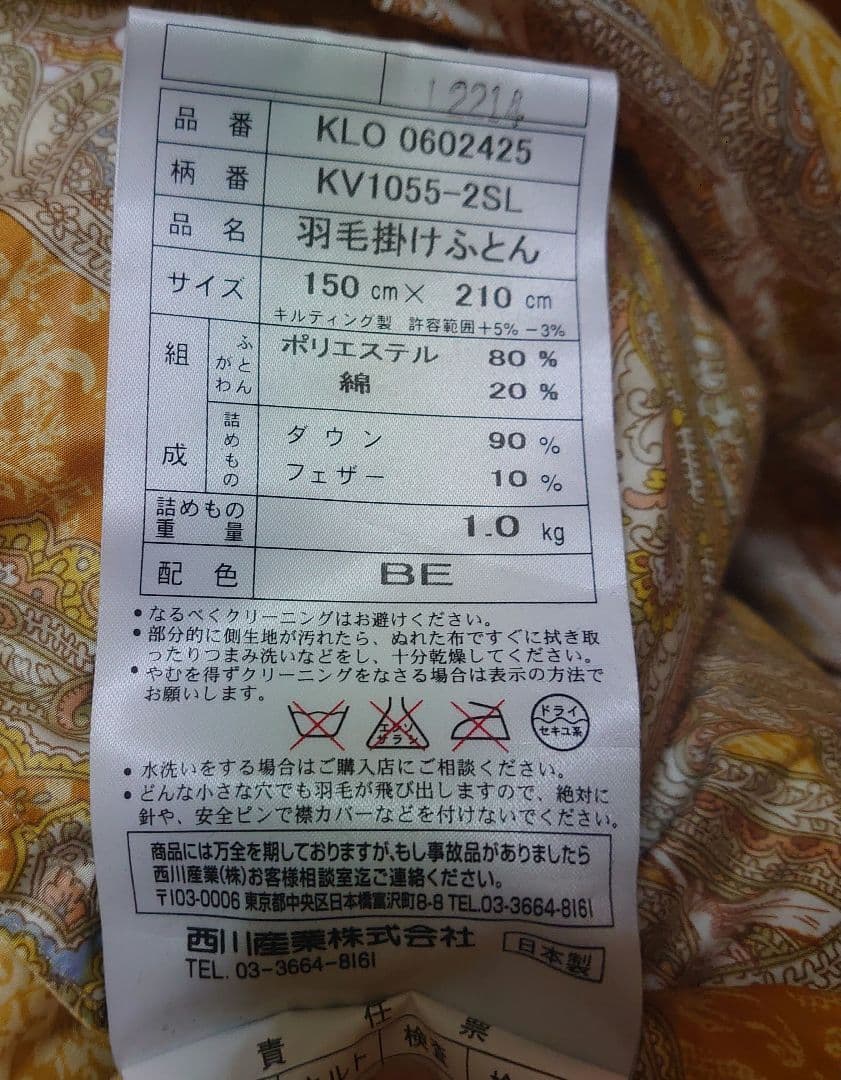 12214
品番 KLO 0602425
柄番 KV1055-2SL
品名 羽毛掛けふとん
サイズ 150 cm× 210 cm
キルティング製 許容範囲+5% -3%
組成 ふとんがわ ポリエステル 80 %
綿 20 %
詰めもの ダウン 90 %
フェザー 10 %
詰めもの重量 1.0 kg
配色 BE
•なるべくクリーニングはお避けください。
•部分的に側生地が汚れたら、ぬれた布ですぐに拭き取
ったりつまみ洗いなどをし、十分乾燥してください。
•やむを得ずクリーニングをなさる場合は表示の方法で
お願いします。
エンソサラシ
ドライ
セキユ系
•水洗いをする場合はご購入店にご相談ください。
•どんな小さな穴でも羽毛が飛び出しますので、絶対に
針や、安全ピンで襟カバーなどを付けないでください。
商品には万全を期しておりますが、もし事故品がありましたら
西川産業(株)お客様相談室迄ご連絡ください。
〒103-0006 東京都中央区日本橋富沢町8-8 TEL.03-3664-8161
西川産業株式会社 日本製
TEL. 03-3664-8161
責任票
キルト 検査